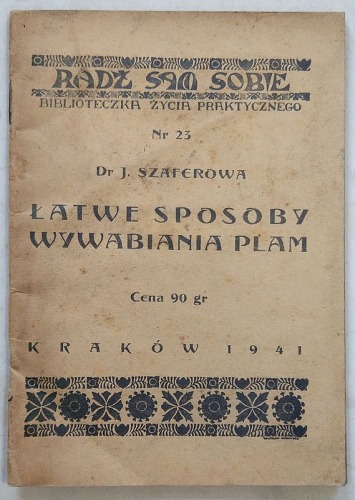 RADŹ SAM SOBIE
BIBLIOTECZKA ŻYCIA PRAKTYCZNEGO
Nr 23
Dr J. SZAFEROWA
ŁATWE SPOSOBY
WYWABIANIA PLAM
Cena 90 gr
KRAKÓW 1941